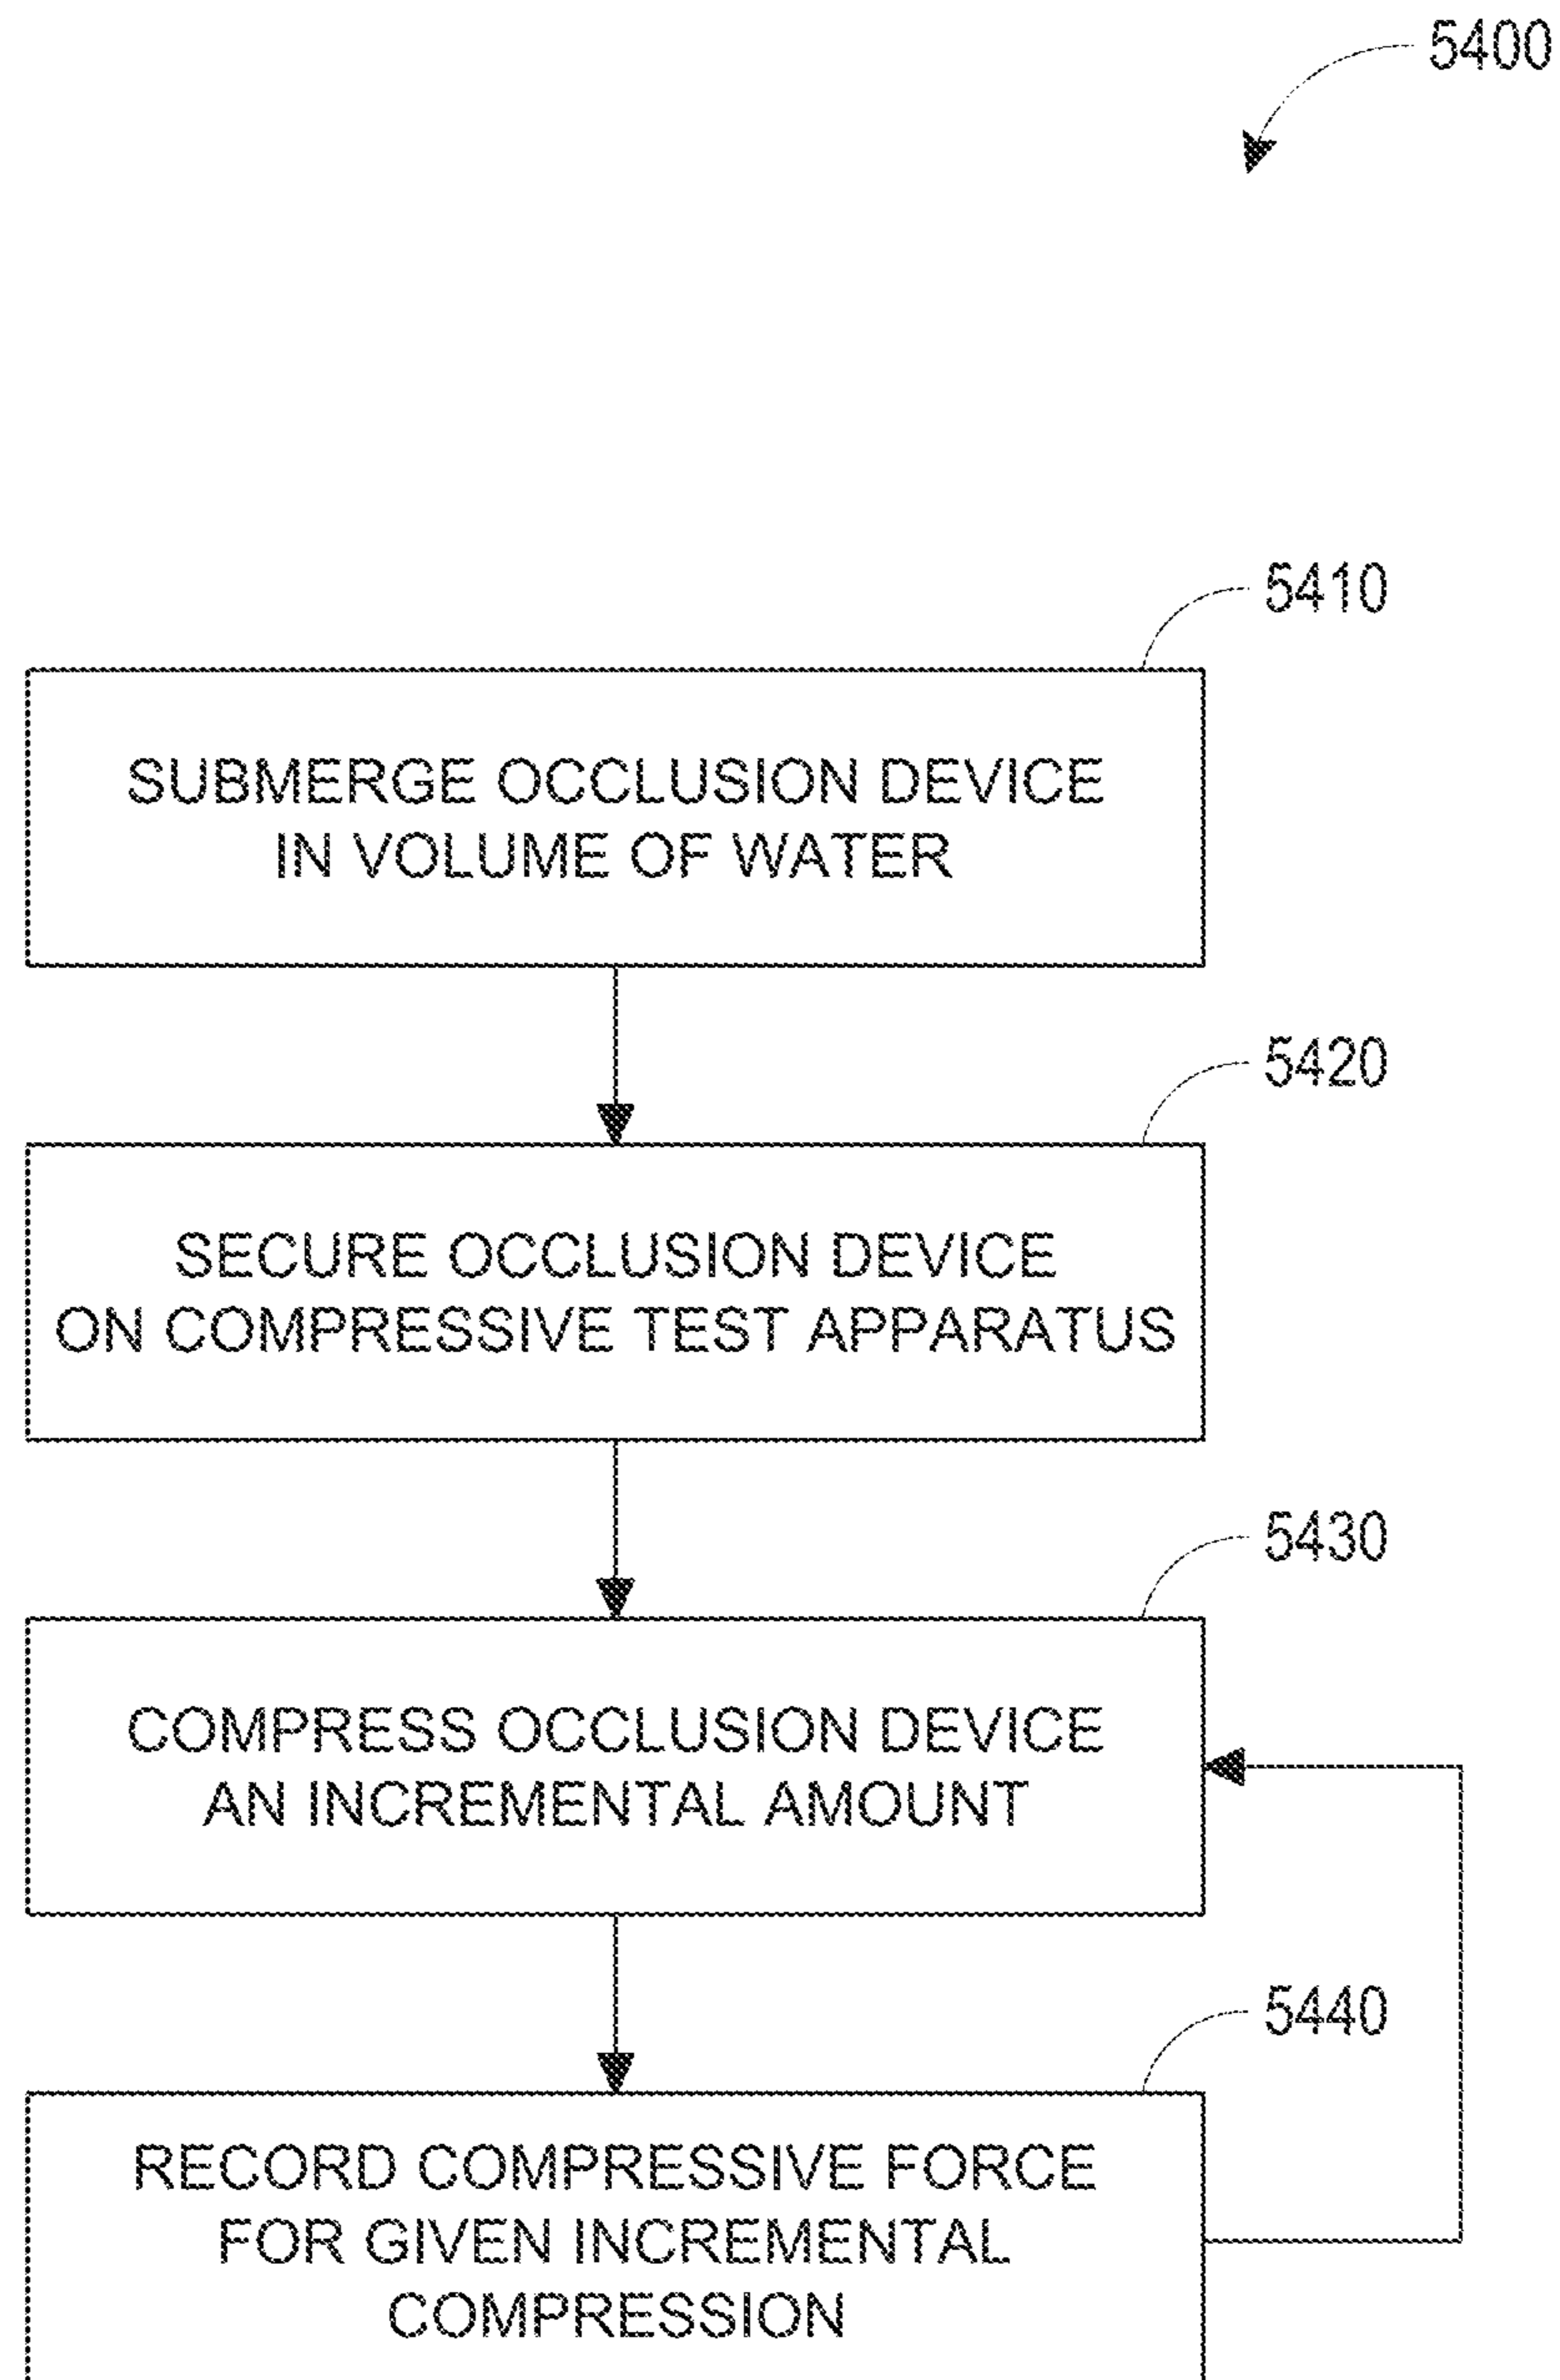 5400
5410
SUBMERGE OCCLUSION DEVICE
IN VOLUME OF WATER
5420
SECURE OCCLUSION DEVICE
ON COMPRESSIVE TEST APPARATUS
5430
COMPRESS OCCLUSION DEVICE
AN INCREMENTAL AMOUNT
5440
RECORD COMPRESSIVE FORCE
FOR GIVEN INCREMENTAL
COMPRESSION